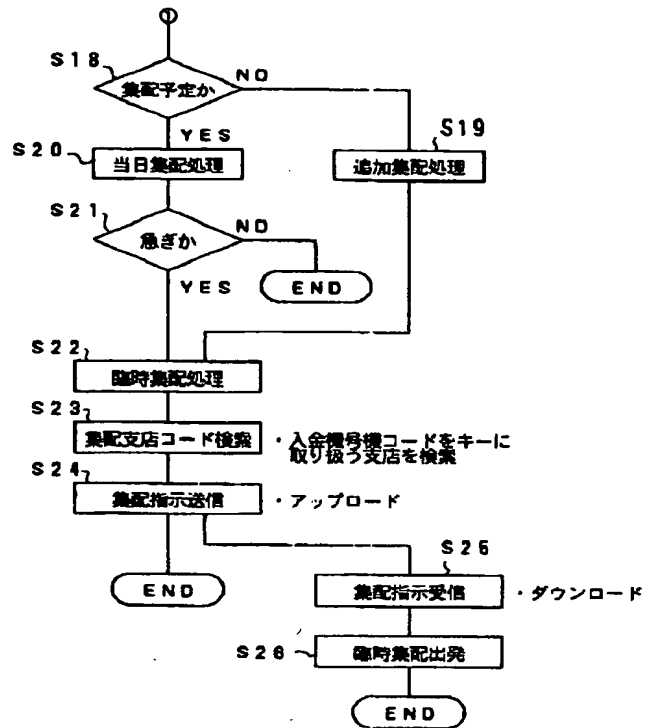 ①
S18
集配予定か
NO
YES
S19
S20
当日集配処理
追加集配処理
S21
急ぎか
NO
YES
END
S22
臨時集配処理
S23
集配支店コード検索
・入金機号機コードをキーに
取り扱う支店を検索
S24
集配指示送信
・アップロード
END
S25
集配指示受信
・ダウンロード
S26
臨時集配出発
END